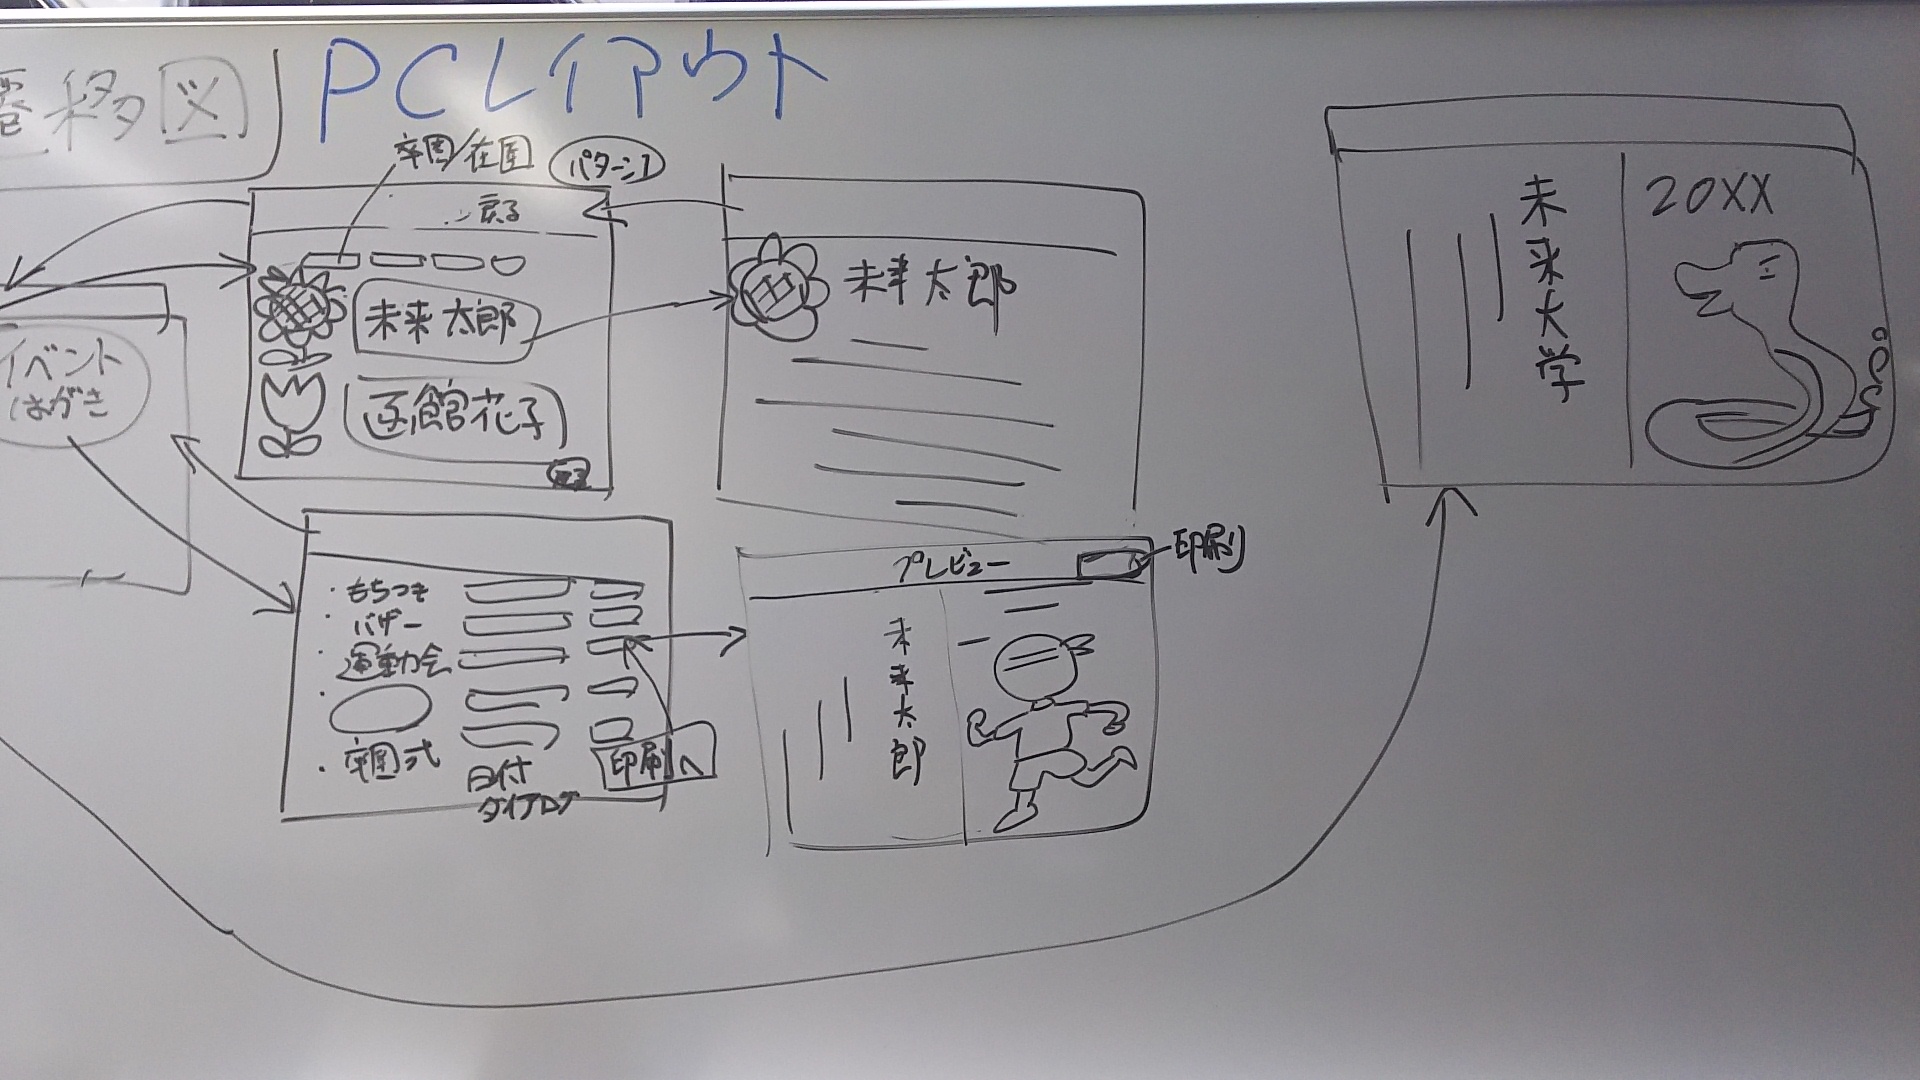 遷移図
PCレイアウト
卒園/在園
パターン1
戻る
未来太郎
函館花子
未来太郎
イベント
はがき
・もちつき
・バザー
・運動会
・卒園式
日付
ダイアログ
印刷へ
プレビュー
印刷
未来太郎
20XX
未来大学